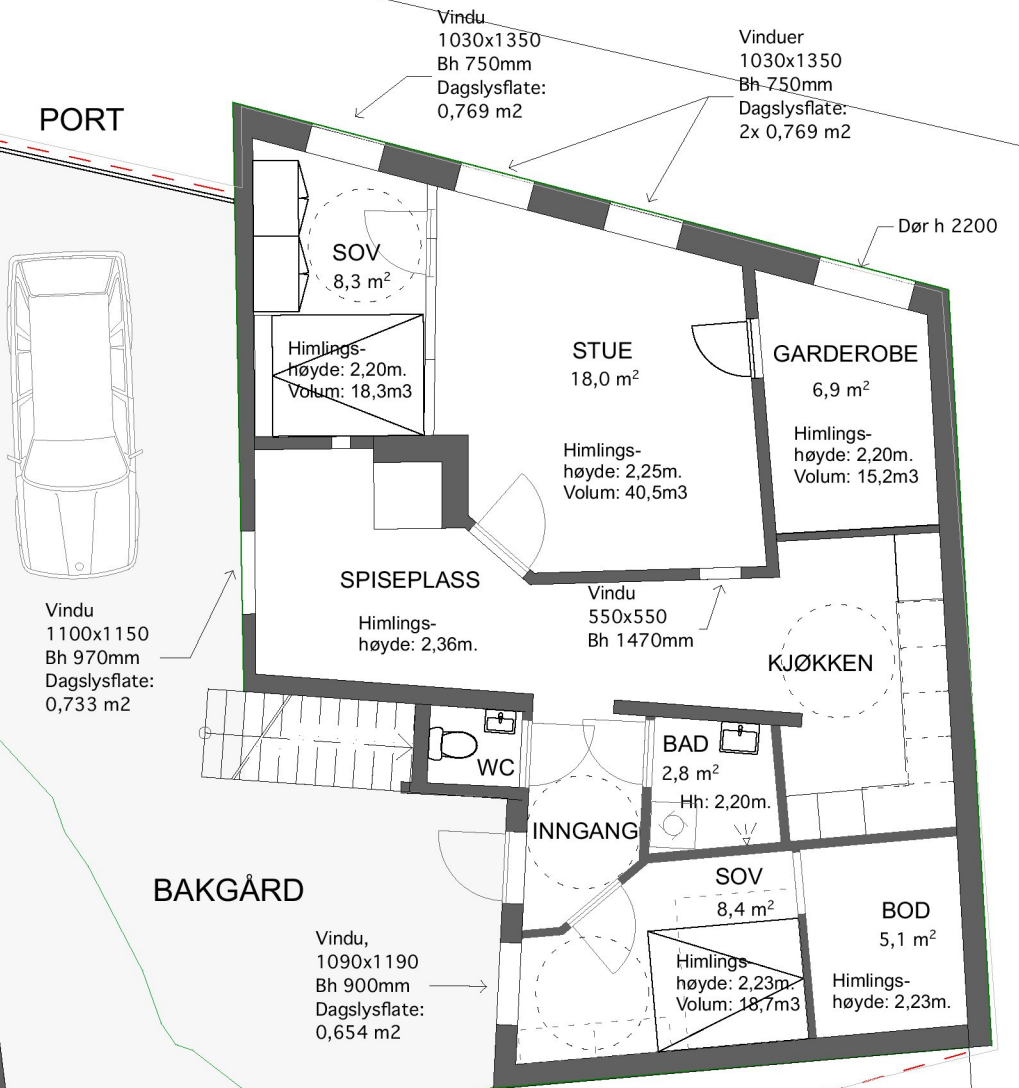 Vindu
1030x1350
Bh 750mm
Dagslysflate:
0,769 m2
Vinduer
1030x1350
Bh 750mm
Dagslysflate:
2x 0,769 m2
PORT
Dør h 2200
SOV
8,3 m²
Himlings-
høyde: 2,20m.
Volum: 18,3m3
STUE
18,0 m²
Himlings-
høyde: 2,25m.
Volum: 40,5m3
GARDEROBE
6,9 m²
Himlings-
høyde: 2,20m.
Volum: 15,2m3
SPISEPLASS
Himlings-
høyde: 2,36m.
Vindu
550x550
Bh 1470mm
Vindu
1100x1150
Bh 970mm
Dagslysflate:
0,733 m2
KJØKKEN
WC
BAD
2,8 m²
Hh: 2,20m.
INNGANG
BAKGÅRD
SOV
8,4 m²
Himlings-
høyde: 2,23m.
Volum: 18,7m3
BOD
5,1 m²
Himlings-
høyde: 2,23m.
Vindu,
1090x1190
Bh 900mm
Dagslysflate:
0,654 m2